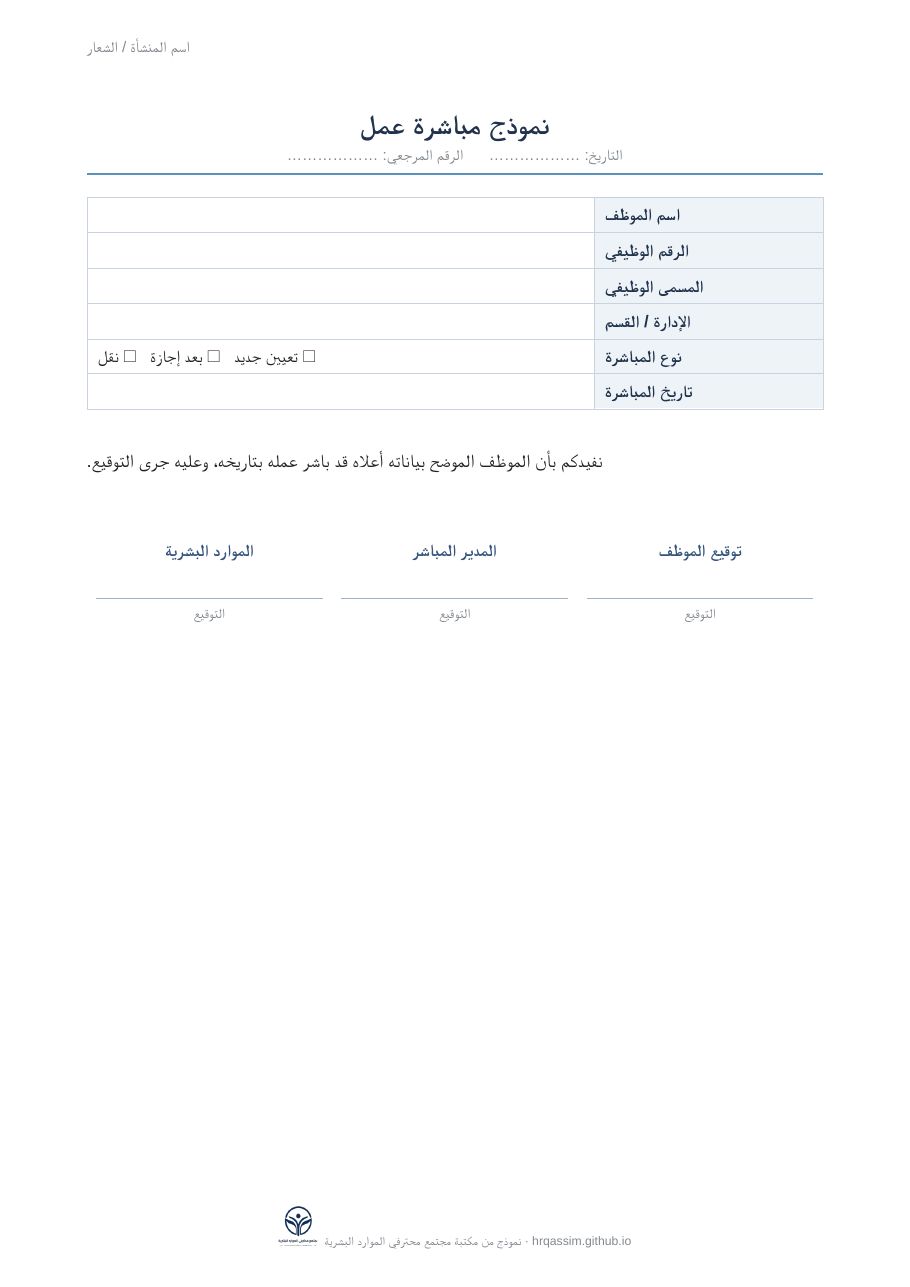 اسم المنشأة / الشعار
نموذج مباشرة عمل
التاريخ: .................. الرقم المرجعي: ..................
اسم الموظف
الرقم الوظيفي
المسمى الوظيفي
الإدارة / القسم
نوع المباشرة ☐ تعيين جديد ☐ بعد إجازة ☐ نقل
تاريخ المباشرة
نفيدكم بأن الموظف الموضح بياناته أعلاه قد باشر عمله بتاريخه، وعليه جرى التوقيع.
توقيع الموظف المدير المباشر الموارد البشرية
التوقيع التوقيع التوقيع
نموذج من مكتبة مجتمع محترفي الموارد البشرية · hrqassim.github.io